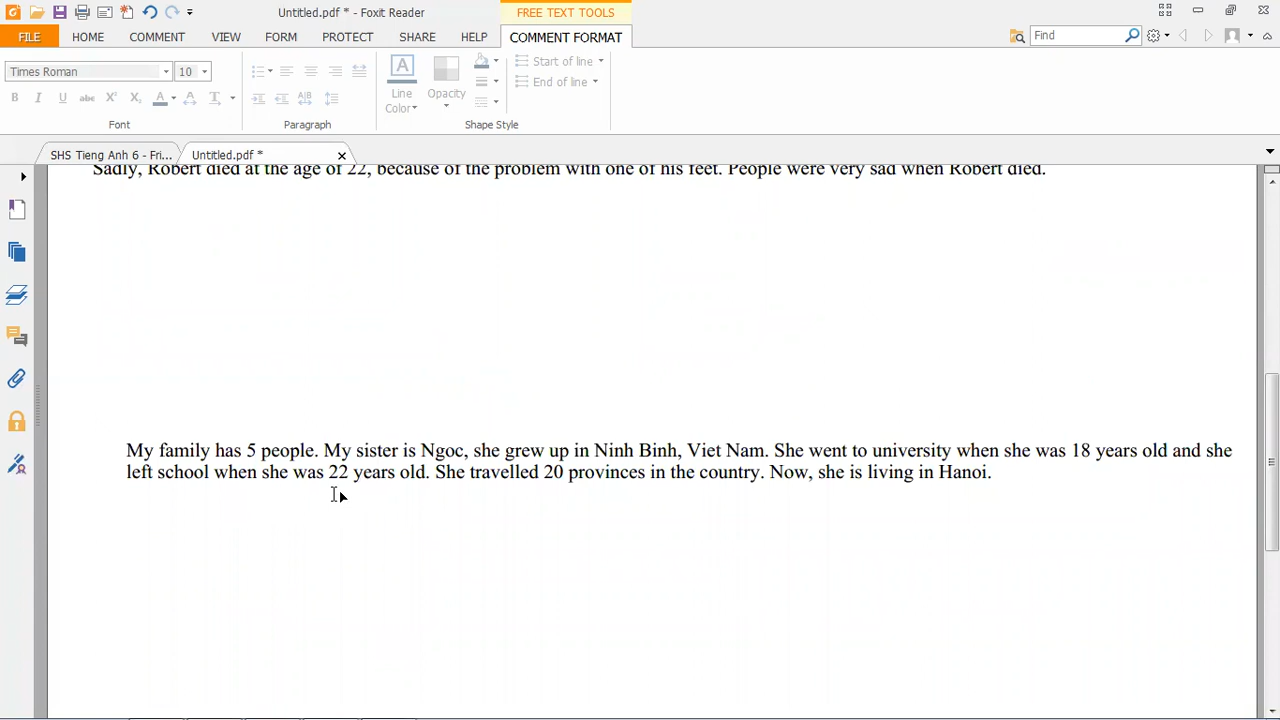 Untitled.pdf * - Foxit Reader
FREE TEXT TOOLS
FILE HOME COMMENT VIEW FORM PROTECT SHARE HELP COMMENT FORMAT
Find
Times Roman 10
Start of line
End of line
Line Color
Opacity
Font Paragraph Shape Style
SHS Tieng Anh 6 - Fri... Untitled.pdf *
Sadly, Robert died at the age of 22, because of the problem with one of his feet. People were very sad when Robert died.
My family has 5 people. My sister is Ngoc, she grew up in Ninh Binh, Viet Nam. She went to university when she was 18 years old and she
left school when she was 22 years old. She travelled 20 provinces in the country. Now, she is living in Hanoi.